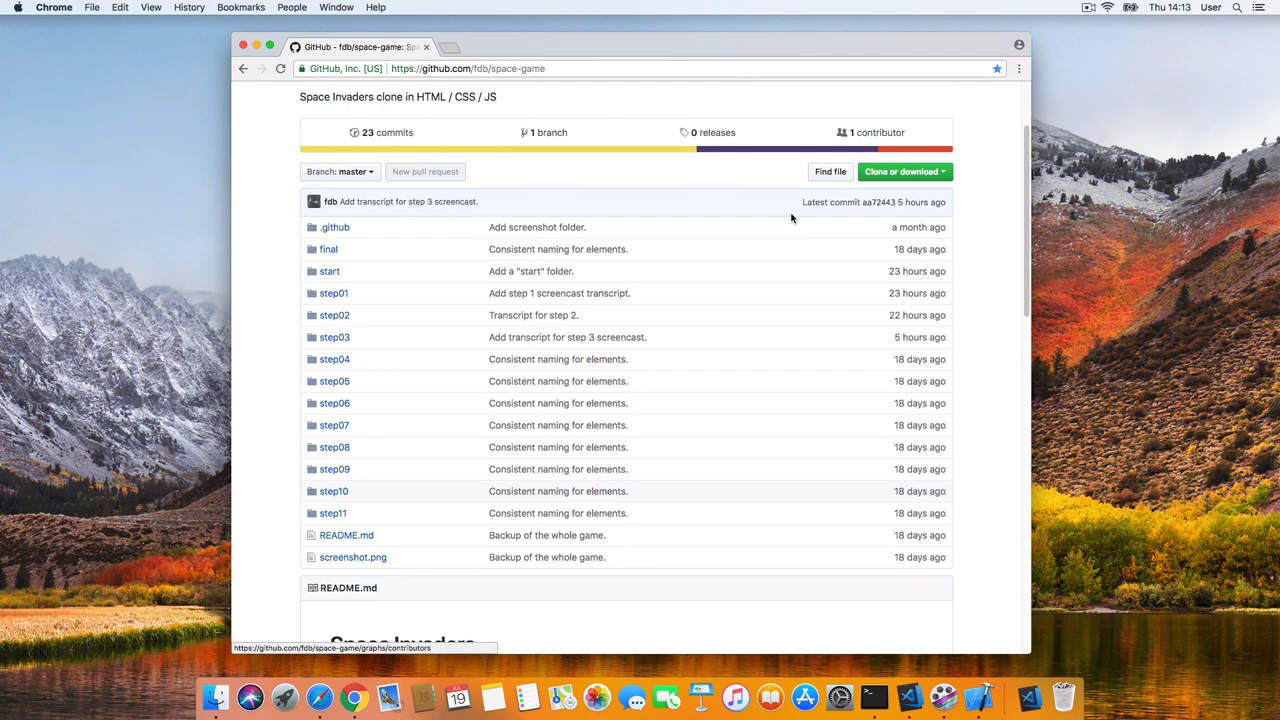 Chrome File Edit View History Bookmarks People Window Help Thu 14:13 User
GitHub - fdb/space-game: Spa
GitHub, Inc. [US] https://github.com/fdb/space-game
Space Invaders clone in HTML / CSS / JS
23 commits 1 branch 0 releases 1 contributor
Branch: master New pull request Find file Clone or download
fdb Add transcript for step 3 screencast. Latest commit aa72443 5 hours ago
.github Add screenshot folder. a month ago
final Consistent naming for elements. 18 days ago
start Add a "start" folder. 23 hours ago
step01 Add step 1 screencast transcript. 23 hours ago
step02 Transcript for step 2. 22 hours ago
step03 Add transcript for step 3 screencast. 5 hours ago
step04 Consistent naming for elements. 18 days ago
step05 Consistent naming for elements. 18 days ago
step06 Consistent naming for elements. 18 days ago
step07 Consistent naming for elements. 18 days ago
step08 Consistent naming for elements. 18 days ago
step09 Consistent naming for elements. 18 days ago
step10 Consistent naming for elements. 18 days ago
step11 Consistent naming for elements. 18 days ago
README.md Backup of the whole game. 18 days ago
screenshot.png Backup of the whole game. 18 days ago
README.md
Space Invaders
https://github.com/fdb/space-game/graphs/contributors
JUL
19